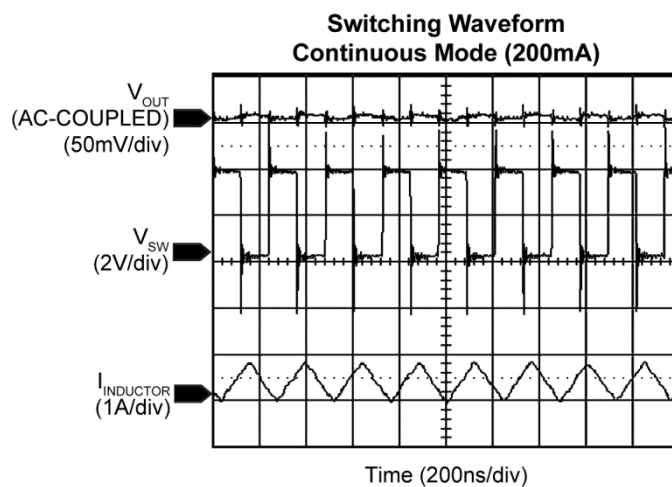 Switching Waveform
Continuous Mode (200mA)
V_OUT
(AC-COUPLED)
(50mV/div)
V_SW
(2V/div)
I_INDUCTOR
(1A/div)
Time (200ns/div)